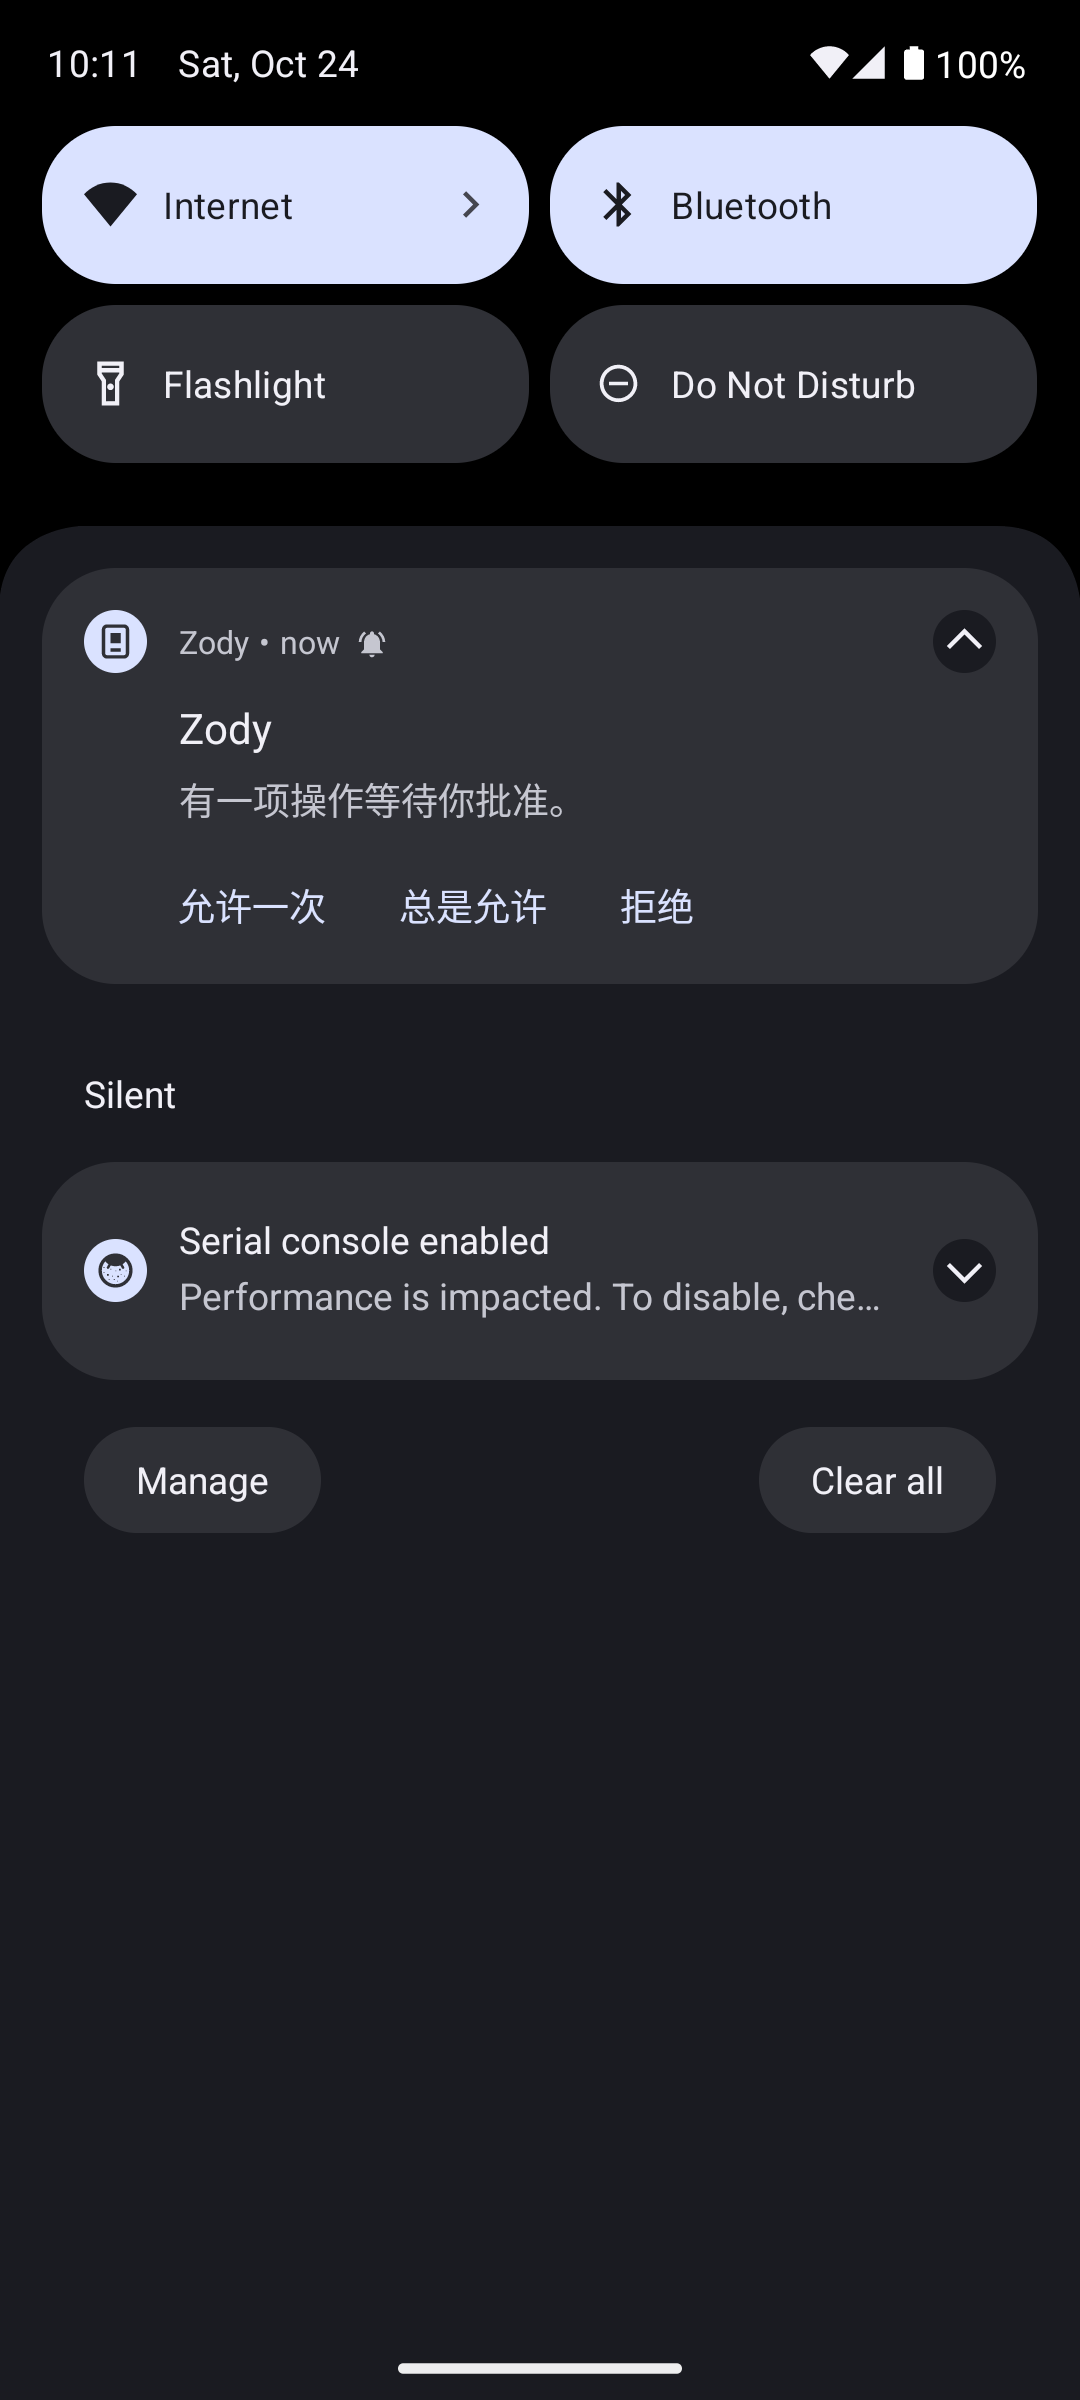 10:11 Sat, Oct 24 100%
Internet
Bluetooth
Flashlight
Do Not Disturb
Zody • now
Zody
有一项操作等待你批准。
允许一次 总是允许 拒绝
Silent
Serial console enabled
Performance is impacted. To disable, che…
Manage
Clear all